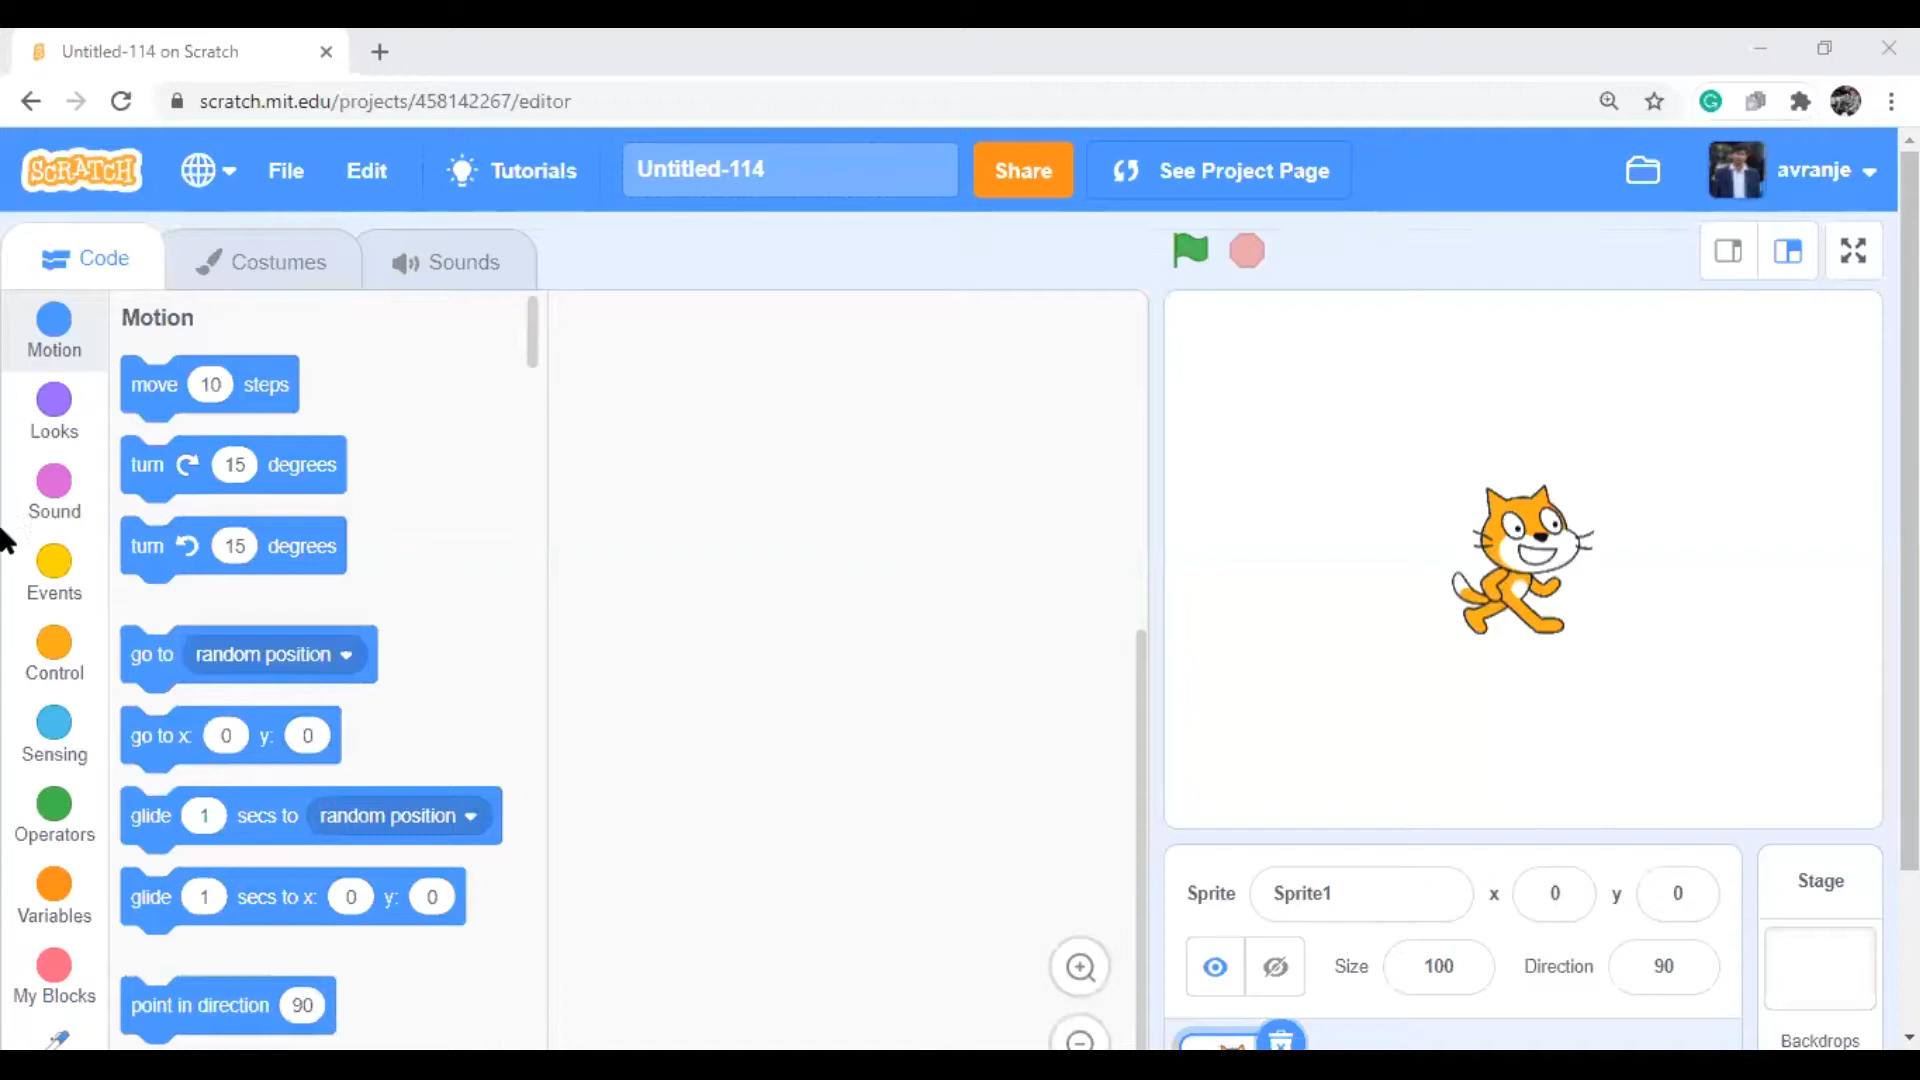 Untitled-114 on Scratch
scratch.mit.edu/projects/458142267/editor
SCRATCH File Edit Tutorials Untitled-114 Share See Project Page avranje
Code Costumes Sounds
Motion
Looks
Sound
Events
Control
Sensing
Operators
Variables
My Blocks
Motion
move 10 steps
turn 15 degrees
turn 15 degrees
go to random position
go to x: 0 y: 0
glide 1 secs to random position
glide 1 secs to x: 0 y: 0
point in direction 90
Sprite Sprite1 x 0 y 0
Size 100 Direction 90
Stage
Backdrops